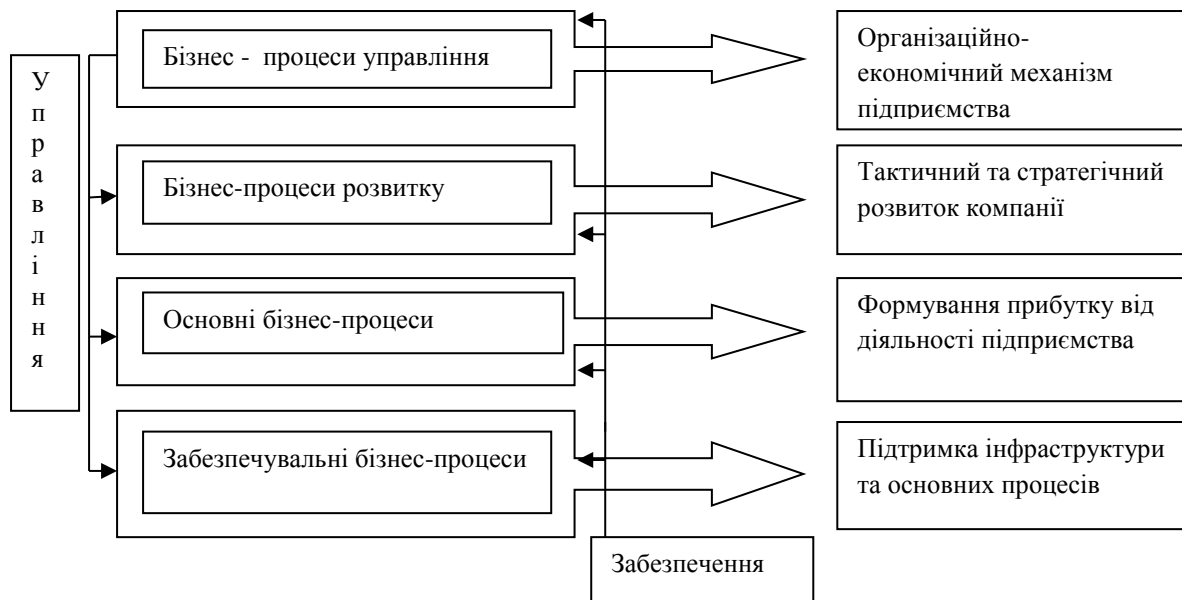 Управління
Бізнес - процеси управління
Організаційно-
економічний механізм
підприємства
Бізнес-процеси розвитку
Тактичний та стратегічний
розвиток компанії
Основні бізнес-процеси
Формування прибутку від
діяльності підприємства
Забезпечувальні бізнес-процеси
Підтримка інфраструктури
та основних процесів
Забезпечення